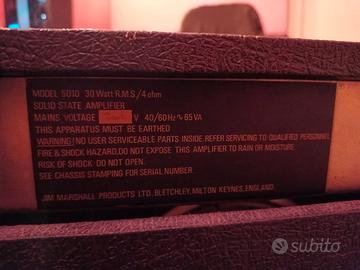 MODEL 5010 30 Watt R.M.S./4 ohm
SOLID STATE AMPLIFIER
MAINS VOLTAGE V 40/60Hz~65VA
THIS APPARATUS MUST BE EARTHED
WARNING! NO USER SERVICEABLE PARTS INSIDE. REFER SERVICING TO QUALIFIED PERSONNEL
FIRE & SHOCK HAZARD. DO NOT EXPOSE THIS AMPLIFIER TO RAIN OR MOISTURE.
RISK OF SHOCK-DO NOT OPEN.
SEE CHASSIS STAMPING FOR SERIAL NUMBER.
JIM MARSHALL PRODUCTS LTD., BLETCHLEY, MILTON KEYNES, ENGLAND
subito